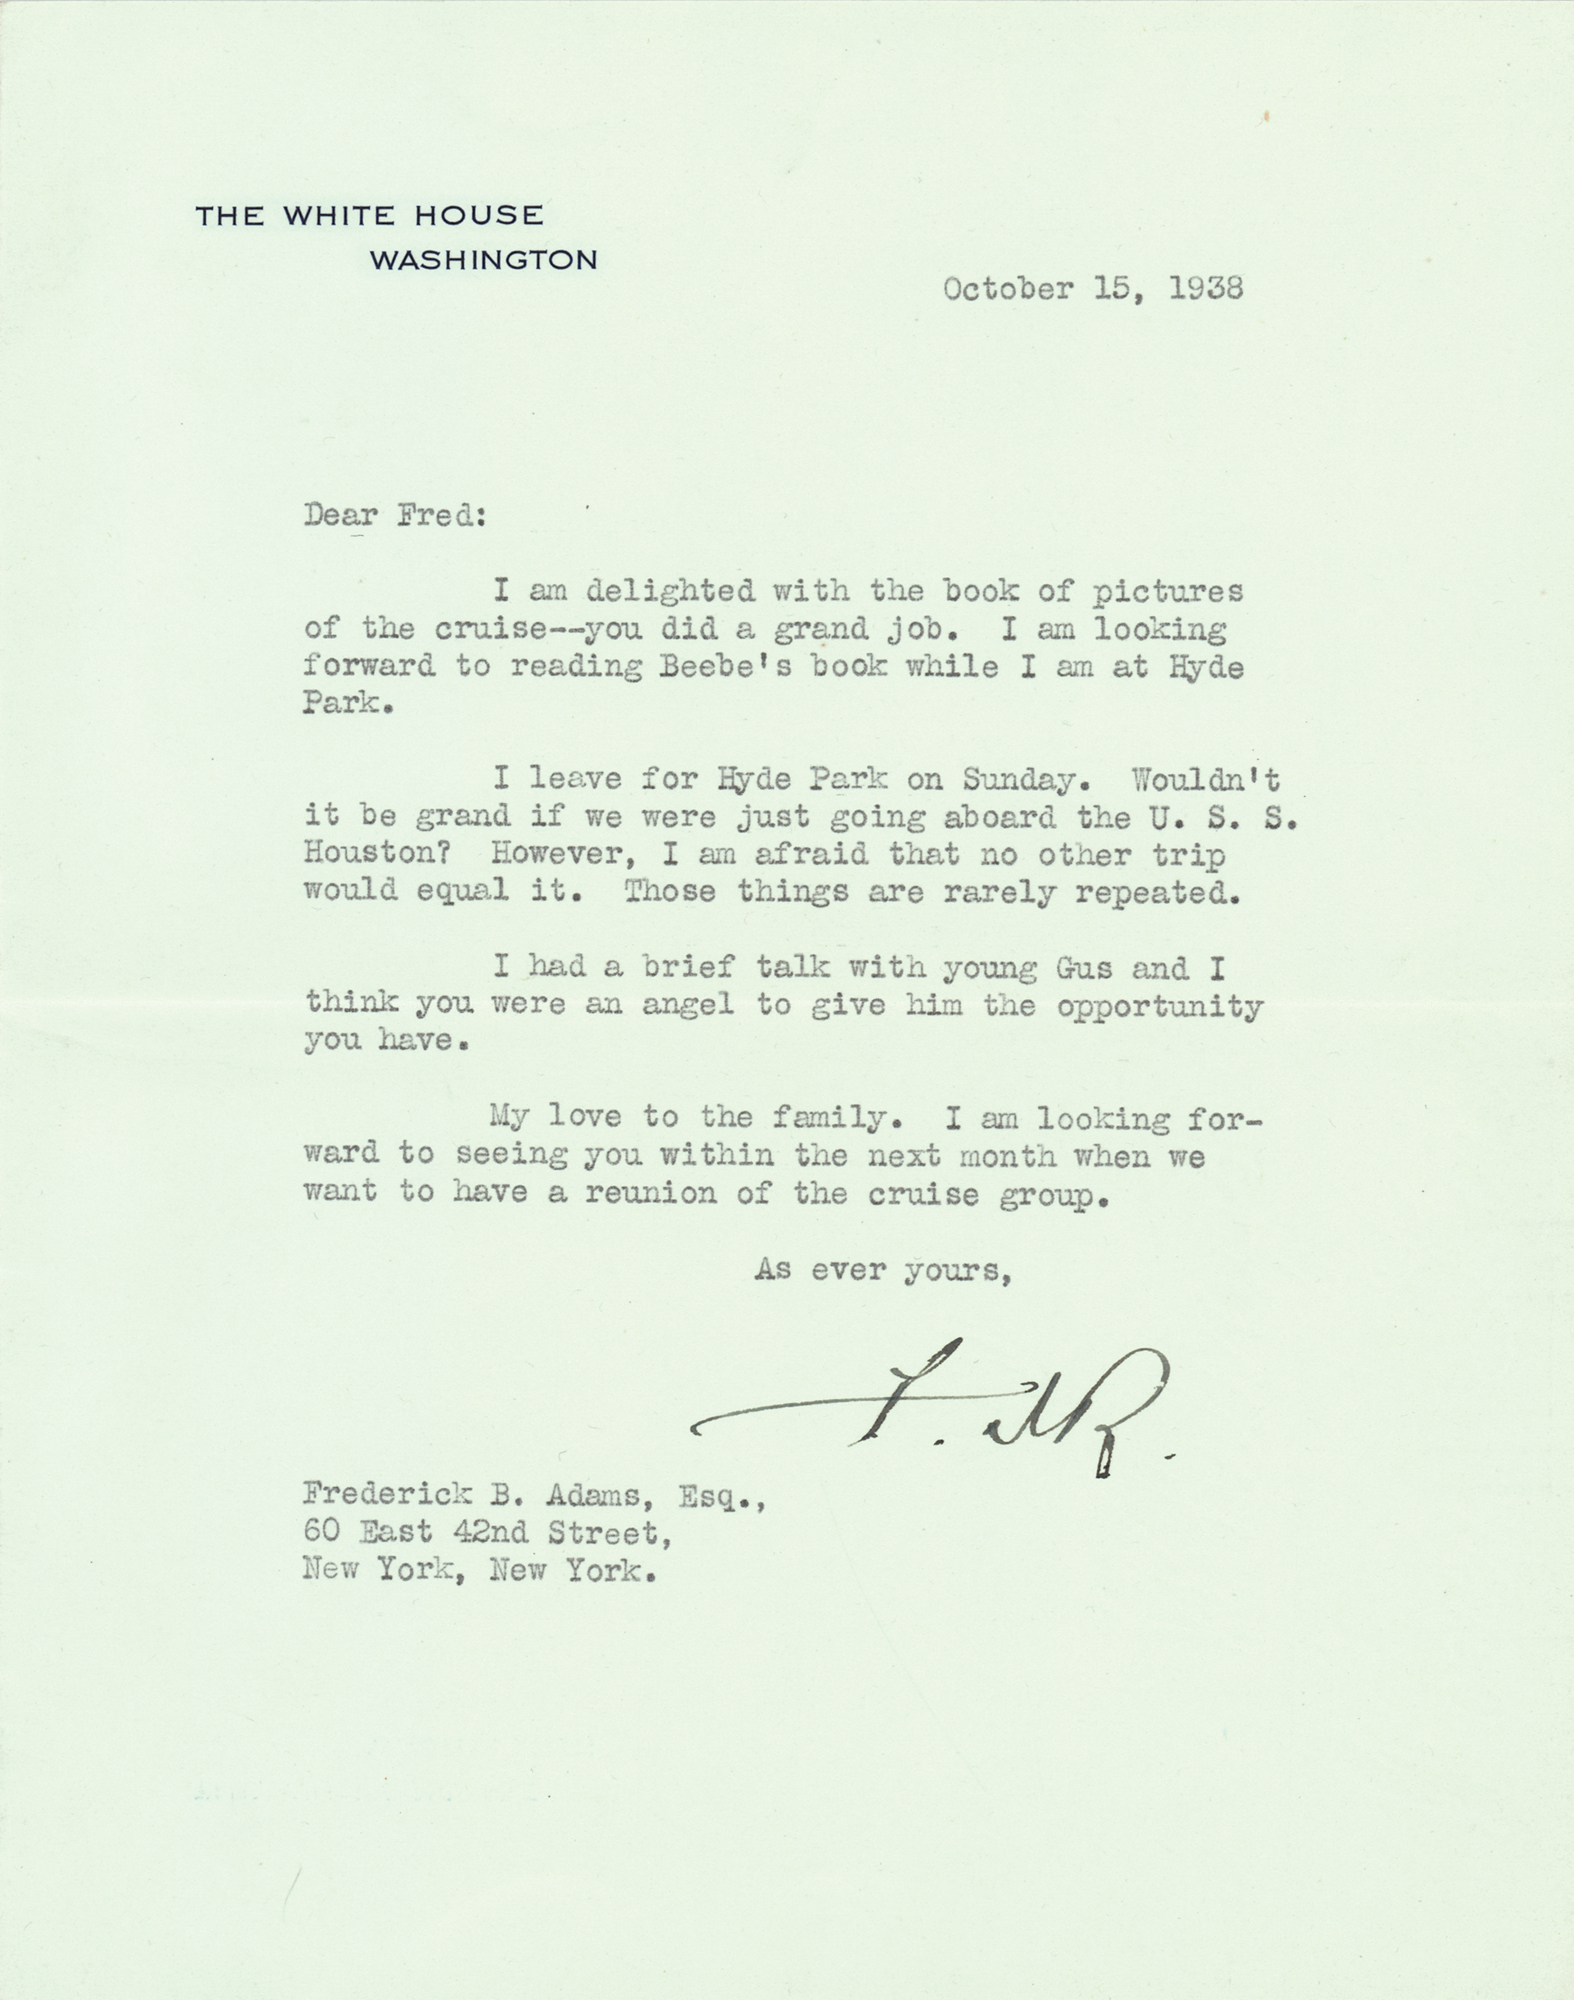 THE WHITE HOUSE
WASHINGTON
October 15, 1938
Dear Fred:
I am delighted with the book of pictures
of the cruise--you did a grand job. I am looking
forward to reading Beebe's book while I am at Hyde
Park.
I leave for Hyde Park on Sunday. Wouldn't
it be grand if we were just going aboard the U. S. S.
Houston? However, I am afraid that no other trip
would equal it. Those things are rarely repeated.
I had a brief talk with young Gus and I
think you were an angel to give him the opportunity
you have.
My love to the family. I am looking for-
ward to seeing you within the next month when we
want to have a reunion of the cruise group.
As ever yours,
F. D R.
Frederick B. Adams, Esq.,
60 East 42nd Street,
New York, New York.